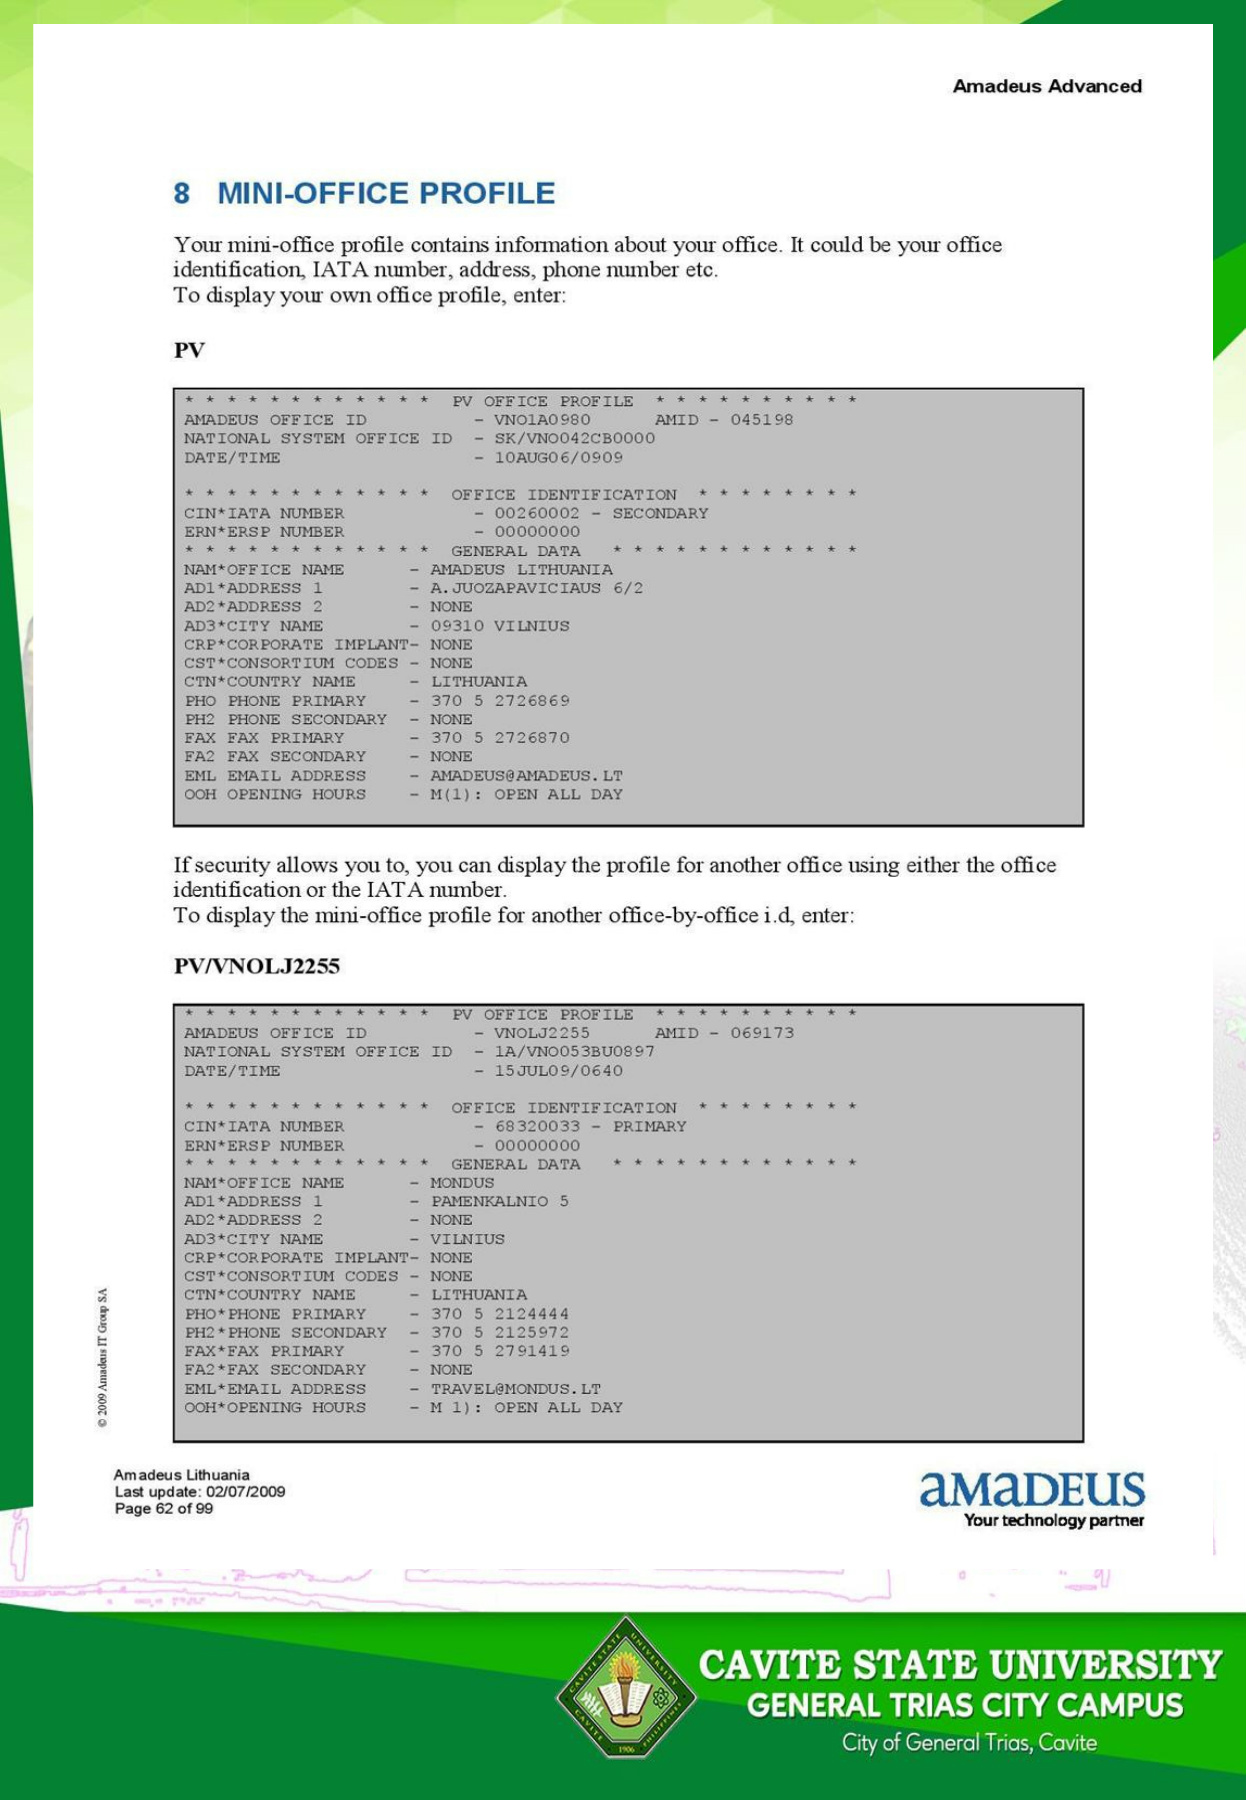 Amadeus Advanced
8 MINI-OFFICE PROFILE
Your mini-office profile contains information about your office. It could be your office
identification, IATA number, address, phone number etc.
To display your own office profile, enter:
PV
* * * * * * * * * * * * PV OFFICE PROFILE * * * * * * * * * *
AMADEUS OFFICE ID - VNO1A0980 AMID - 045198
NATIONAL SYSTEM OFFICE ID - SK/VNO042CB0000
DATE/TIME - 10AUG06/0909
* * * * * * * * * * * * OFFICE IDENTIFICATION * * * * * * * *
CIN*IATA NUMBER - 00260002 - SECONDARY
ERN*ERSP NUMBER - 00000000
* * * * * * * * * * * * GENERAL DATA * * * * * * * * * * * *
NAM*OFFICE NAME - AMADEUS LITHUANIA
AD1*ADDRESS 1 - A.JUOZAPAVICIAUS 6/2
AD2*ADDRESS 2 - NONE
AD3*CITY NAME - 09310 VILNIUS
CRP*CORPORATE IMPLANT- NONE
CST*CONSORTIUM CODES - NONE
CTN*COUNTRY NAME - LITHUANIA
PHO PHONE PRIMARY - 370 5 2726869
PH2 PHONE SECONDARY - NONE
FAX FAX PRIMARY - 370 5 2726870
FA2 FAX SECONDARY - NONE
EML EMAIL ADDRESS - AMADEUS@AMADEUS.LT
OOH OPENING HOURS - M(1): OPEN ALL DAY
If security allows you to, you can display the profile for another office using either the office
identification or the IATA number.
To display the mini-office profile for another office-by-office i.d, enter:
PV/VNOLJ2255
* * * * * * * * * * * * PV OFFICE PROFILE * * * * * * * * * *
AMADEUS OFFICE ID - VNOLJ2255 AMID - 069173
NATIONAL SYSTEM OFFICE ID - 1A/VNO053BU0897
DATE/TIME - 15JUL09/0640
* * * * * * * * * * * * OFFICE IDENTIFICATION * * * * * * * *
CIN*IATA NUMBER - 68320033 - PRIMARY
ERN*ERSP NUMBER - 00000000
* * * * * * * * * * * * GENERAL DATA * * * * * * * * * * * *
NAM*OFFICE NAME - MONDUS
AD1*ADDRESS 1 - PAMENKALNIO 5
AD2*ADDRESS 2 - NONE
AD3*CITY NAME - VILNIUS
CRP*CORPORATE IMPLANT- NONE
CST*CONSORTIUM CODES - NONE
CTN*COUNTRY NAME - LITHUANIA
PHO*PHONE PRIMARY - 370 5 2124444
PH2*PHONE SECONDARY - 370 5 2125972
FAX*FAX PRIMARY - 370 5 2791419
FA2*FAX SECONDARY - NONE
EML*EMAIL ADDRESS - TRAVEL@MONDUS.LT
OOH*OPENING HOURS - M 1): OPEN ALL DAY
© 2009 Amadeus IT Group SA
Amadeus Lithuania
Last update: 02/07/2009
Page 62 of 99
amaDEUS
Your technology partner
CAVITE STATE UNIVERSITY
CAVITE PHILIPPINES
1906
CAVITE STATE UNIVERSITY
GENERAL TRIAS CITY CAMPUS
City of General Trias, Cavite